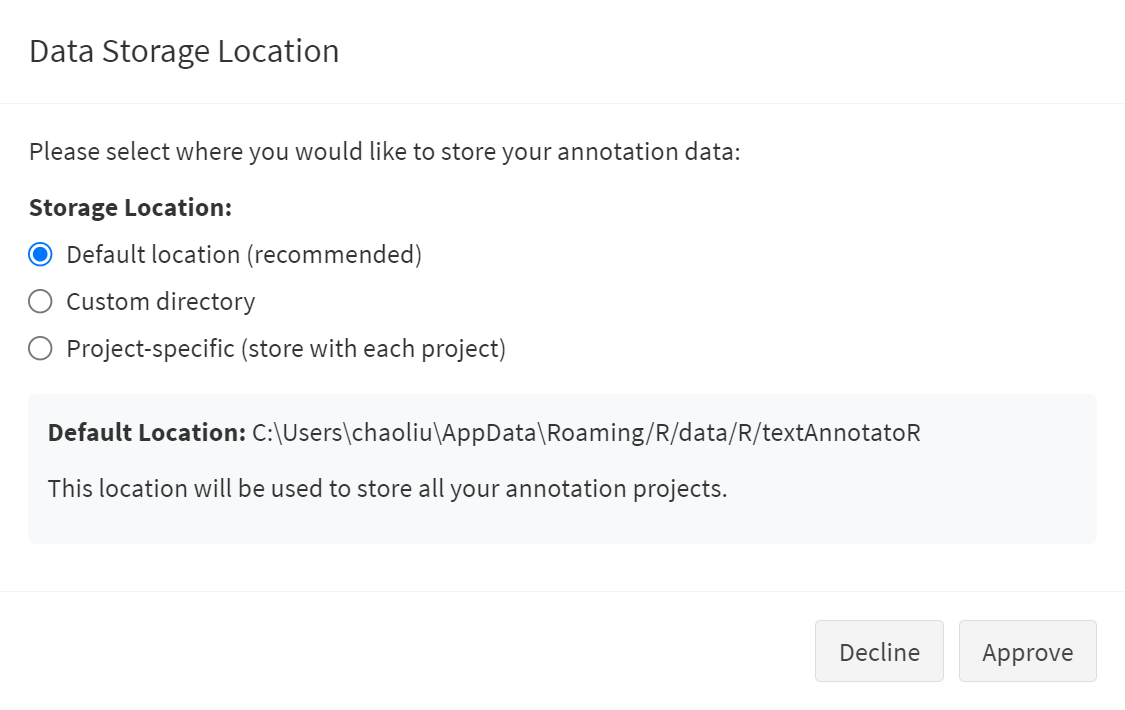 Data Storage Location
Please select where you would like to store your annotation data:
Storage Location:
Default location (recommended)
Custom directory
Project-specific (store with each project)
Default Location: C:\Users\chaoliu\AppData\Roaming/R/data/R/textAnnotatoR
This location will be used to store all your annotation projects.
Decline Approve